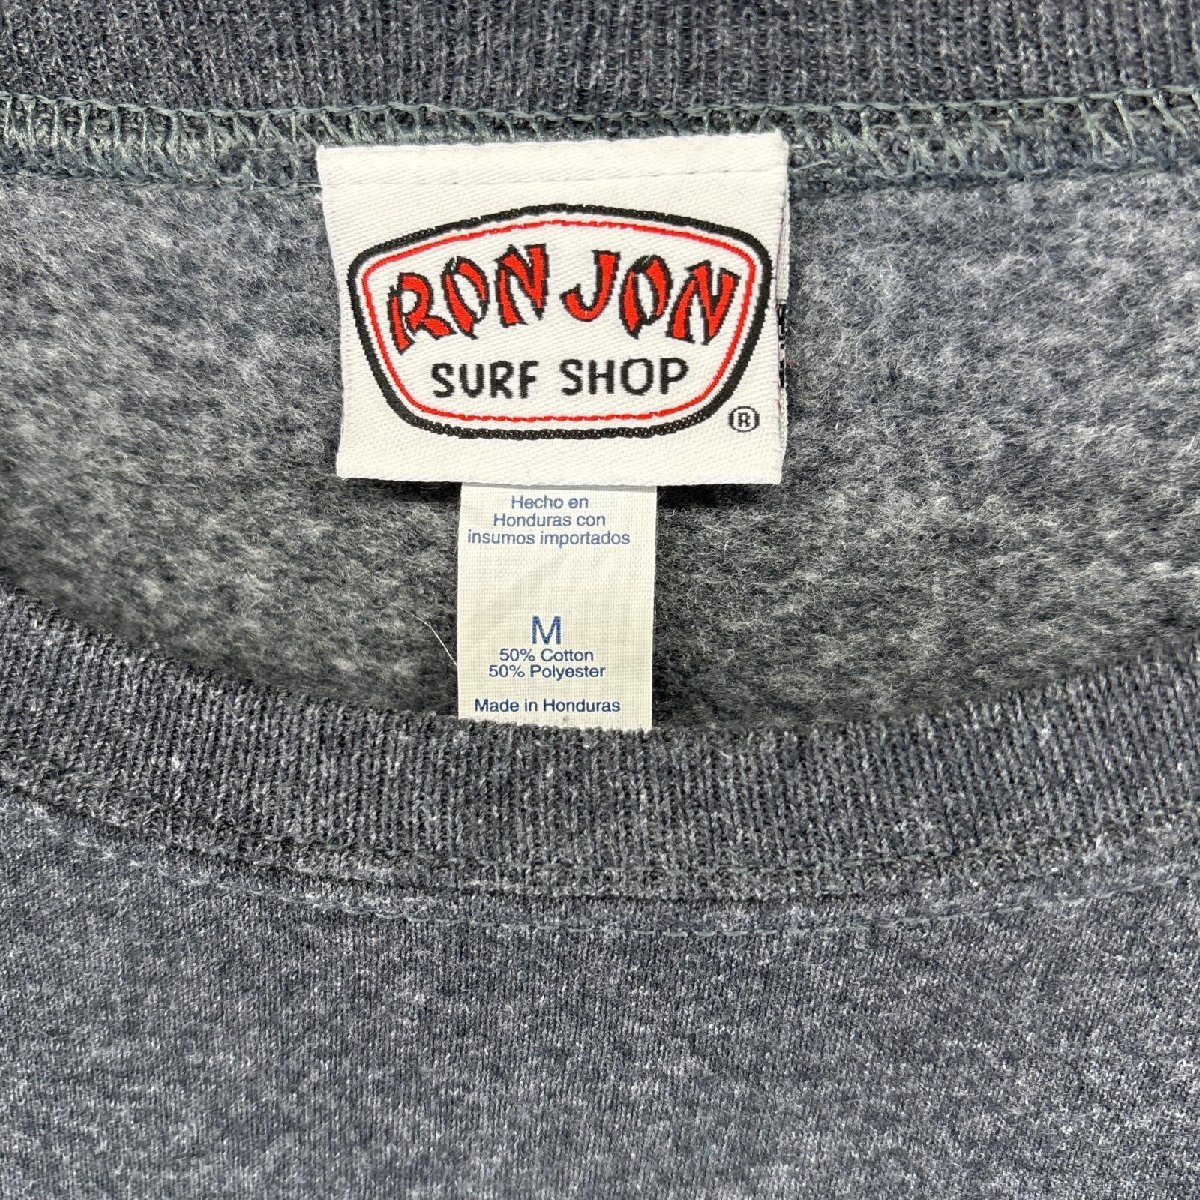 RON JON
SURF SHOP
®
Hecho en
Honduras con
insumos importados
M
50% Cotton
50% Polyester
Made in Honduras